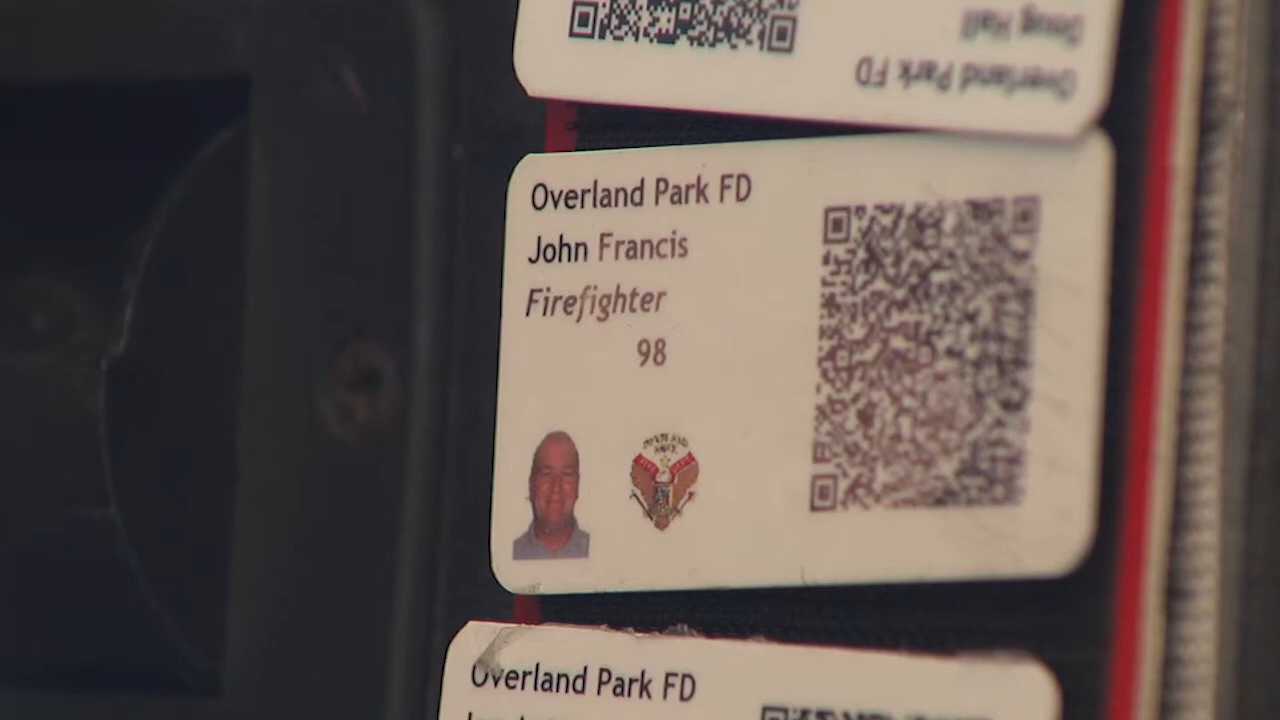 Doug Hall
Overland Park FD
Overland Park FD
John Francis
Firefighter
98
Overland Park FD